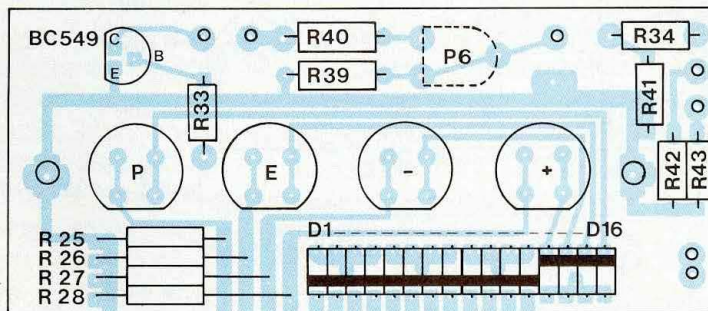 BC549 C B E
R40
R39
R33
P6
R34
R41
R42
R43
P E - +
D1 D16
R 25
R 26
R 27
R 28